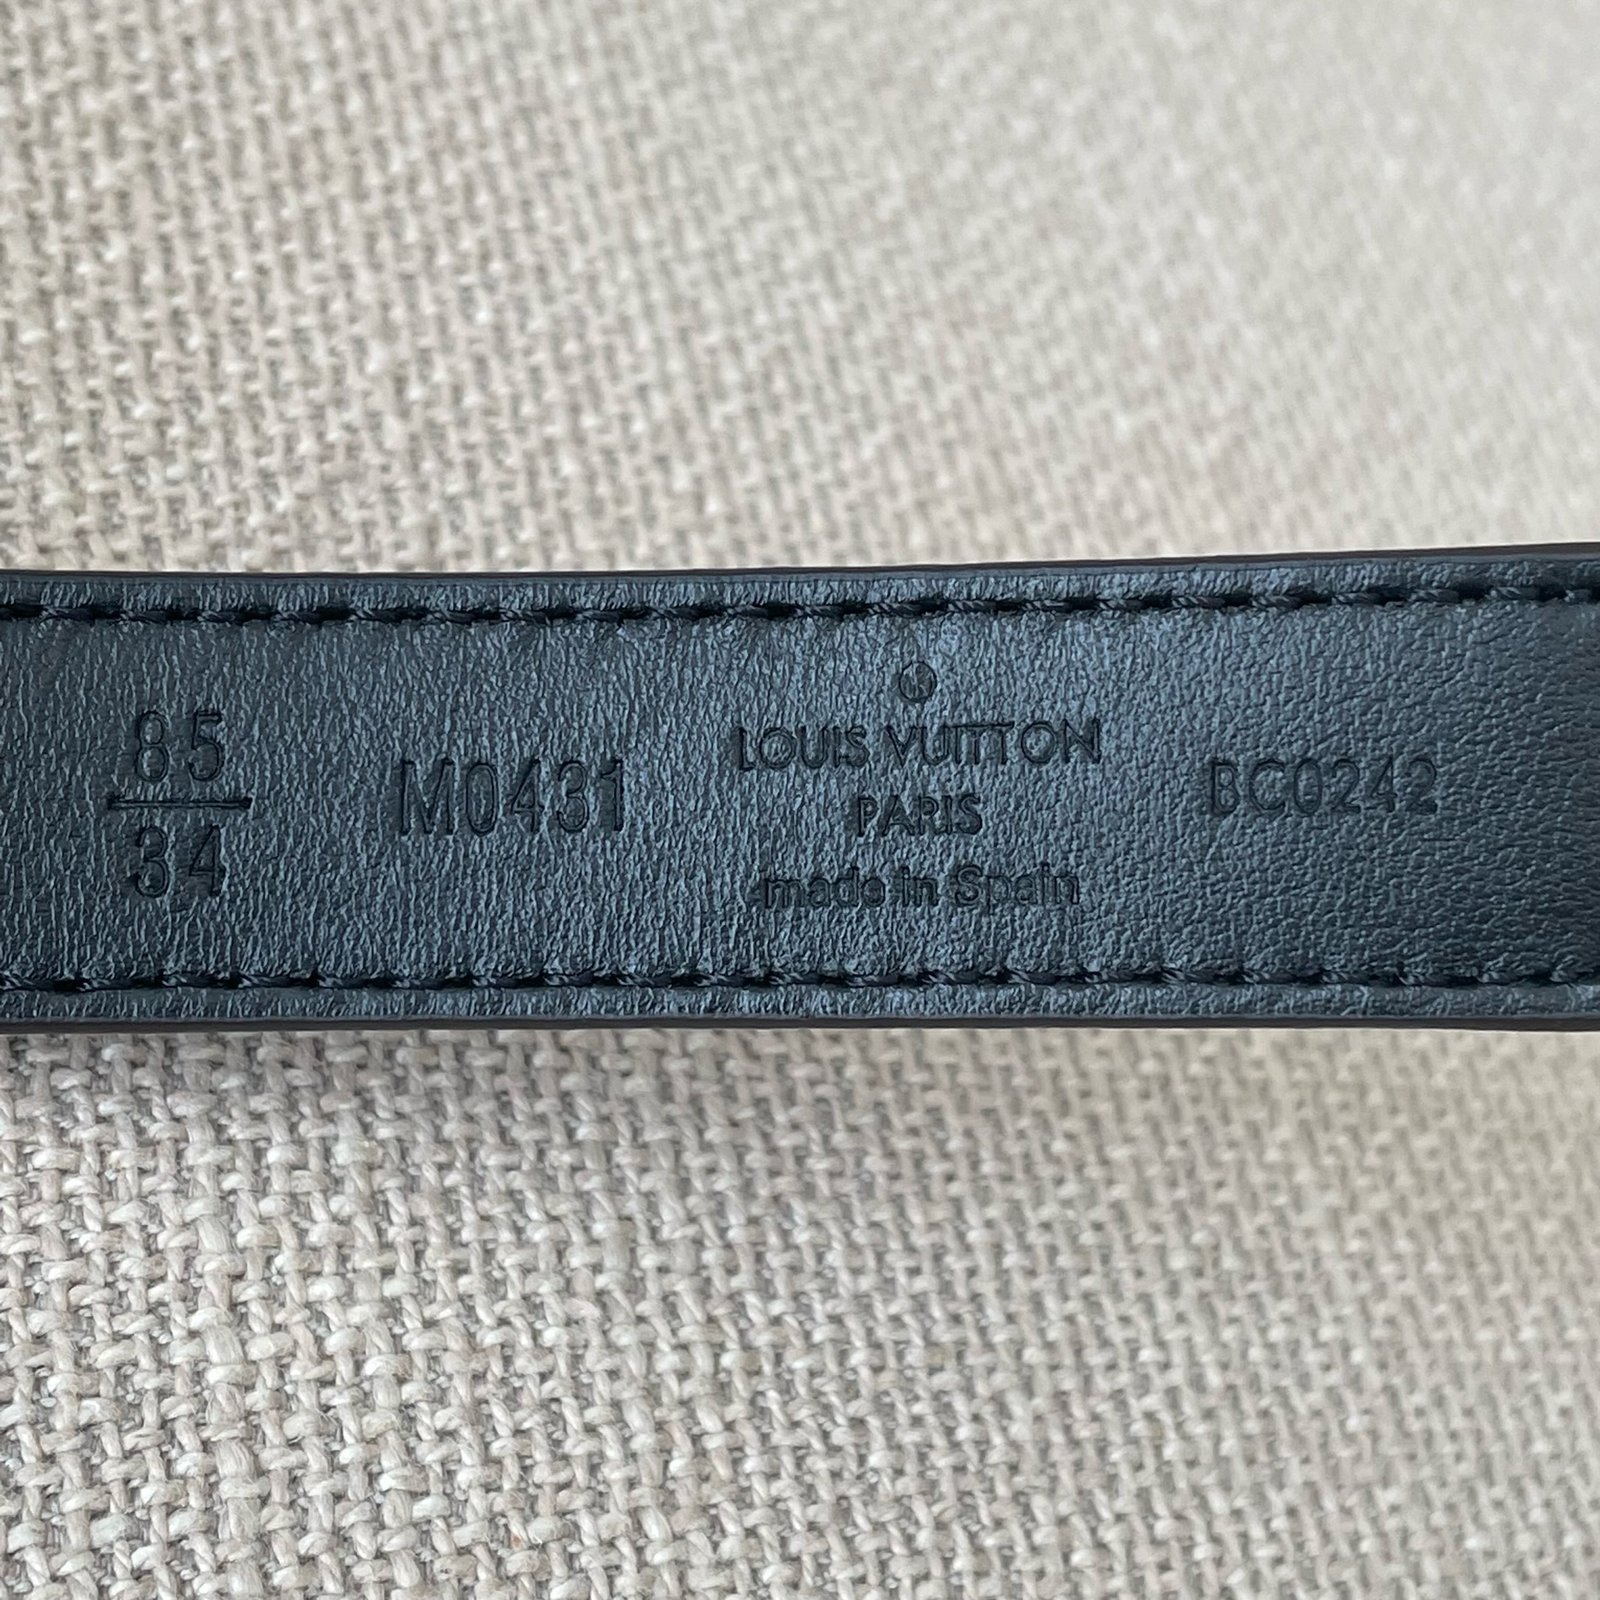 85
34
M0431
LOUIS VUITTON
PARIS
made in Spain
BC0242